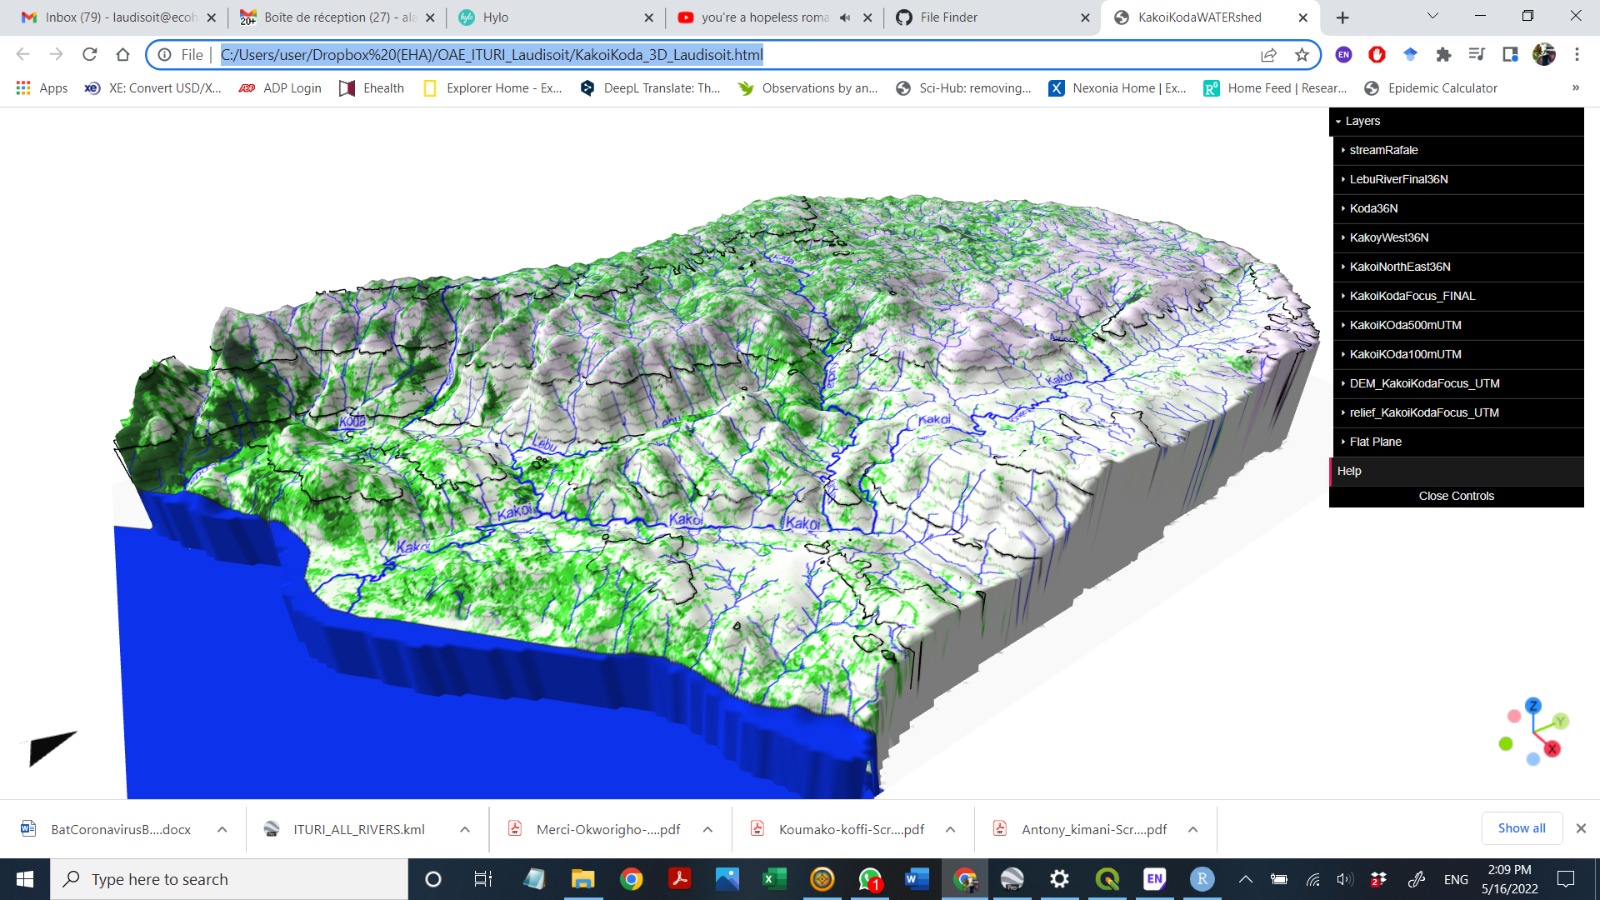 Inbox (79) - laudisoit@ecoh
Boîte de réception (27) - ala
Hylo
you're a hopeless roma
File Finder
KakoiKodaWATERshed
File
C:/Users/user/Dropbox%20(EHA)/OAE_ITURI_Laudisoit/KakoiKoda_3D_Laudisoit.html
Apps
XE: Convert USD/X...
ADP Login
Ehealth
Explorer Home - Ex...
DeepL Translate: Th...
Observations by an...
Sci-Hub: removing...
Nexonia Home | Ex...
Home Feed | Resear...
Epidemic Calculator
»
Layers
streamRafale
LebuRiverFinal36N
Koda36N
KakoyWest36N
KakoiNorthEast36N
KakoiKodaFocus_FINAL
KakoiKOda500mUTM
KakoiKOda100mUTM
DEM_KakoiKodaFocus_UTM
relief_KakoiKodaFocus_UTM
Flat Plane
Help
Close Controls
Kakoi
Kakoi
Koda
Lebu
Lebu
Kakoi
Kakoi
Kakoi
Kakoi
Z
Y
X
BatCoronavirusB....docx
ITURI_ALL_RIVERS.kml
Merci-Okworigho-....pdf
Koumako-koffi-Scr....pdf
Antony_kimani-Scr....pdf
Show all
Type here to search
1
EN
R
2
ENG
2:09 PM
5/16/2022